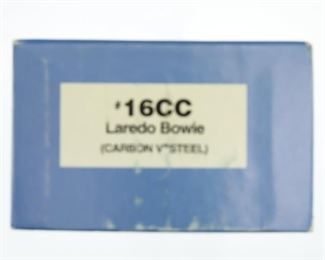 #16CC
Laredo Bowie
(CARBON V STEEL)